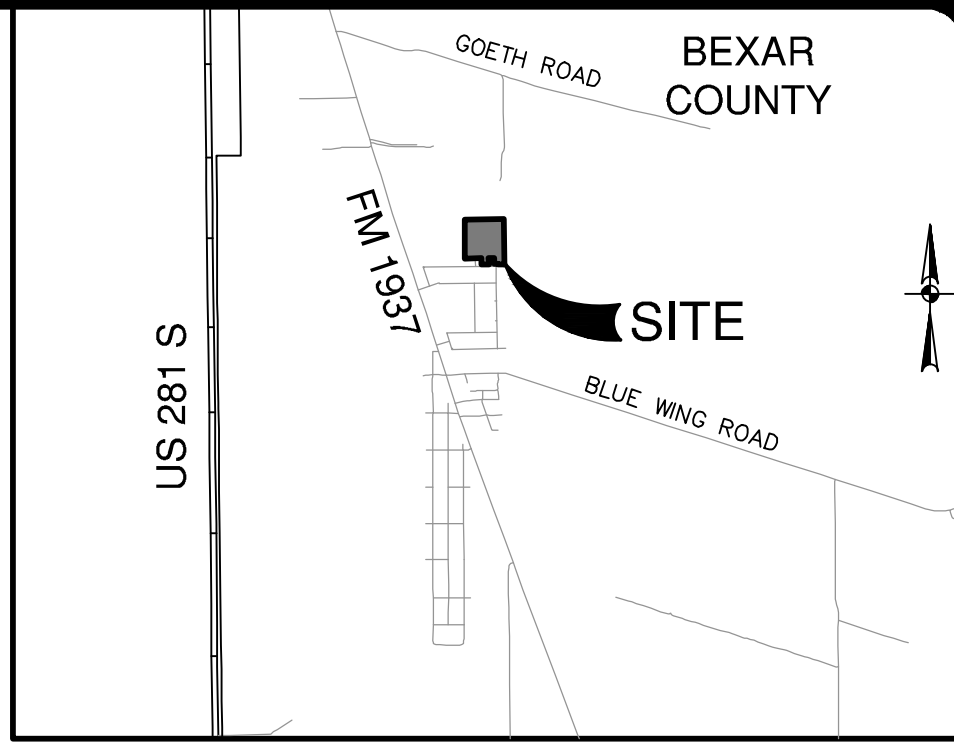 GOETH ROAD
BEXAR
COUNTY
FM 1937
SITE
US 281 S
BLUE WING ROAD